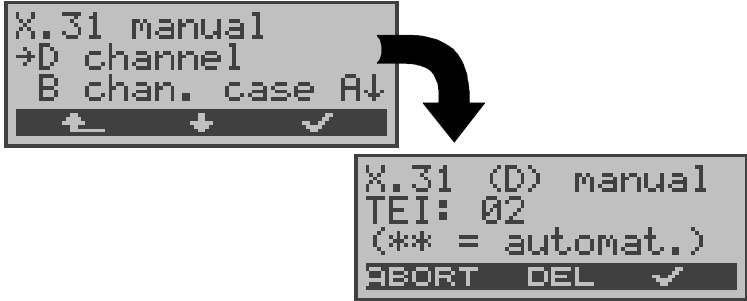 X.31 manual
→D channel
B chan. case A↓
X.31 (D) manual
TEI: 02
(** = automat.)
ABORT DEL ✓